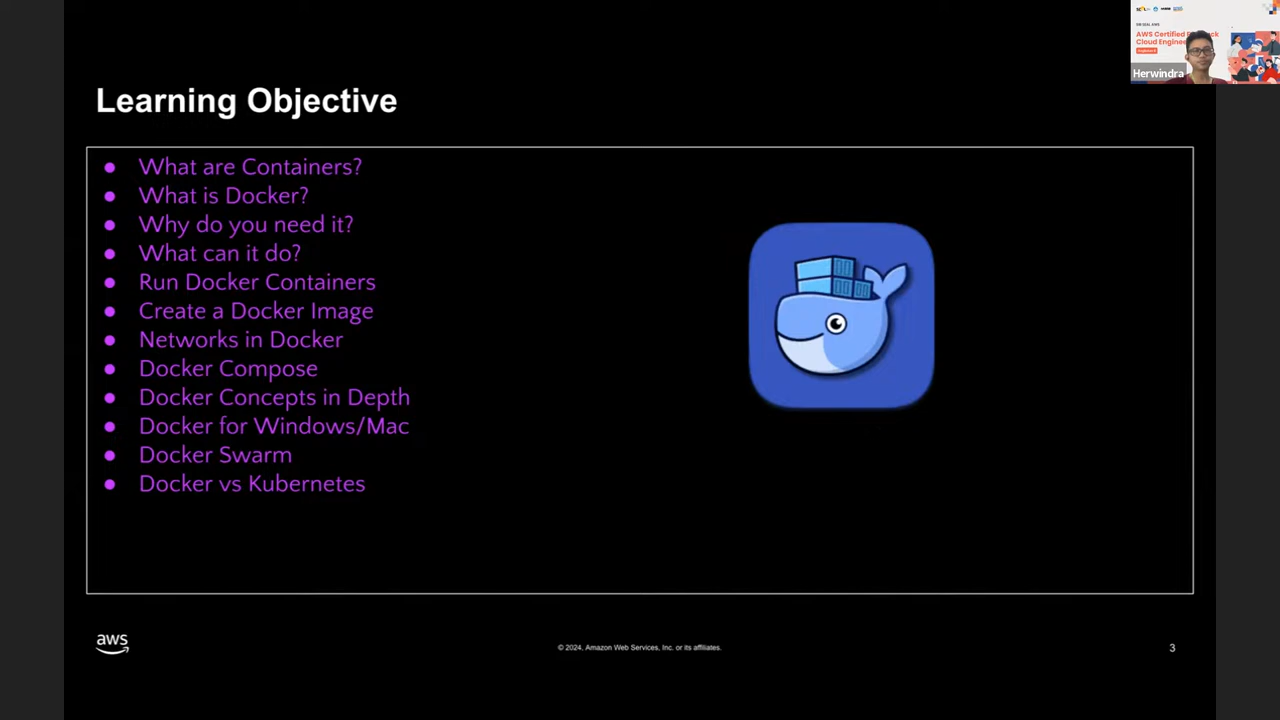 AWS Certified
Cloud Engine
Herwindra
Learning Objective
● What are Containers?
● What is Docker?
● Why do you need it?
● What can it do?
● Run Docker Containers
● Create a Docker Image
● Networks in Docker
● Docker Compose
● Docker Concepts in Depth
● Docker for Windows/Mac
● Docker Swarm
● Docker vs Kubernetes
aws
© 2024, Amazon Web Services, Inc. or its affiliates.
3